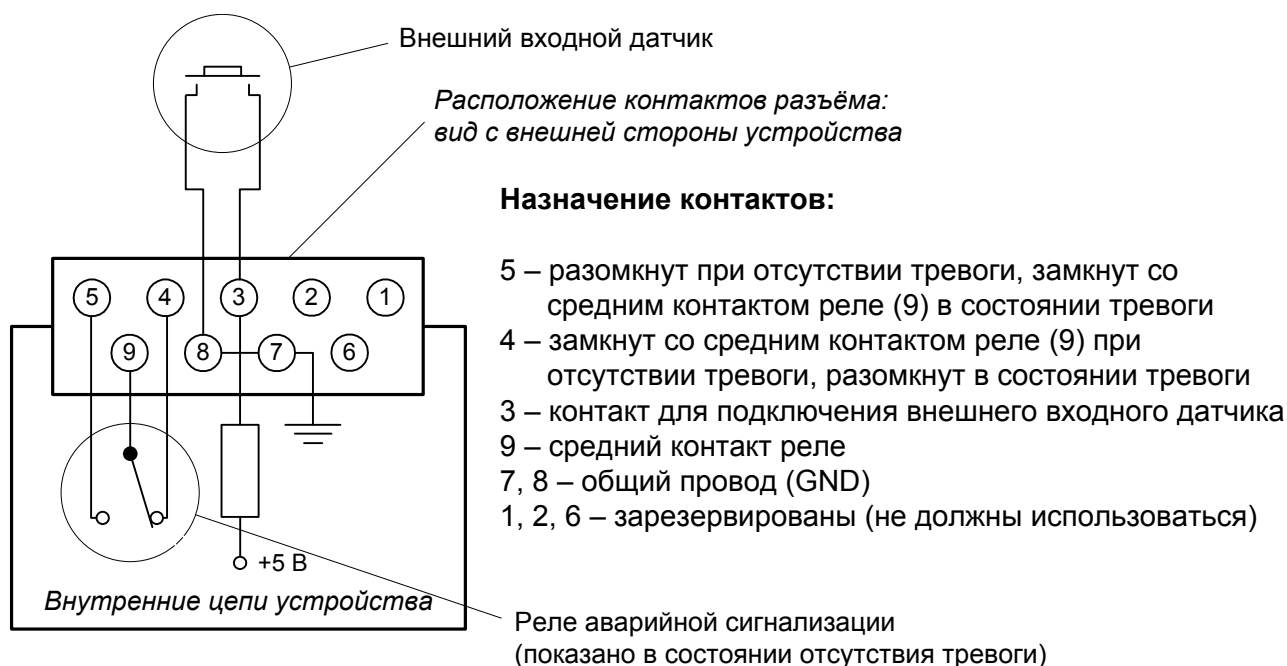 Внешний входной датчик
Расположение контактов разъёма:
вид с внешней стороны устройства
Назначение контактов:
5 – разомкнут при отсутствии тревоги, замкнут со
средним контактом реле (9) в состоянии тревоги
4 – замкнут со средним контактом реле (9) при
отсутствии тревоги, разомкнут в состоянии тревоги
3 – контакт для подключения внешнего входного датчика
9 – средний контакт реле
7, 8 – общий провод (GND)
1, 2, 6 – зарезервированы (не должны использоваться)
5 4 3 2 1
9 8 7 6
+5 В
Внутренние цепи устройства
Реле аварийной сигнализации
(показано в состоянии отсутствия тревоги)